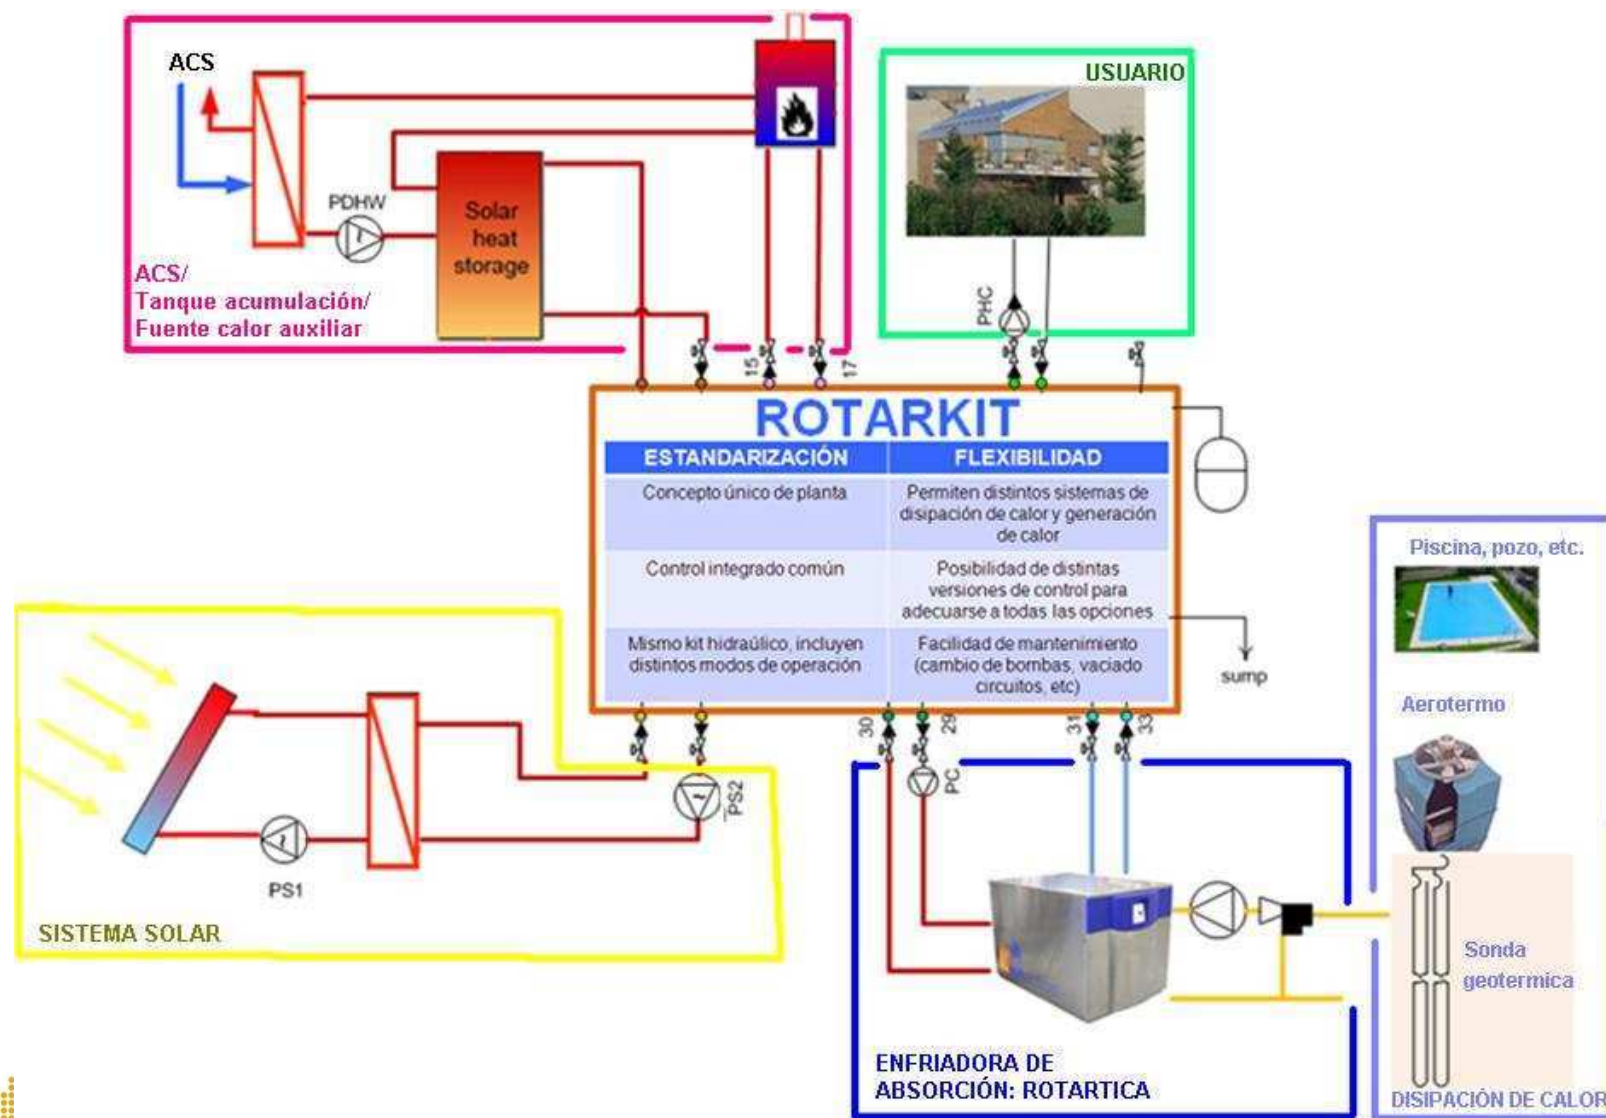 ACS
PDHW
Solar
heat
storage
ACS/
Tanque acumulación/
Fuente calor auxiliar
15
17
USUARIO
PHC
ROTARKIT
ESTANDARIZACIÓN
FLEXIBILIDAD
Concepto único de planta
Permiten distintos sistemas de
disipación de calor y generación
de calor
Control integrado común
Posibilidad de distintas
versiones de control para
adecuarse a todas las opciones
Mismo kit hidraúlico, incluyen
distintos modos de operación
Facilidad de mantenimiento
(cambio de bombas, vaciado
circuitos, etc)
sump
30
29
31
33
PC
PS2
PS1
SISTEMA SOLAR
ENFRIADORA DE
ABSORCIÓN: ROTARTICA
Piscina, pozo, etc.
Aerotermo
Sonda
geotermica
DISIPACIÓN DE CALOR